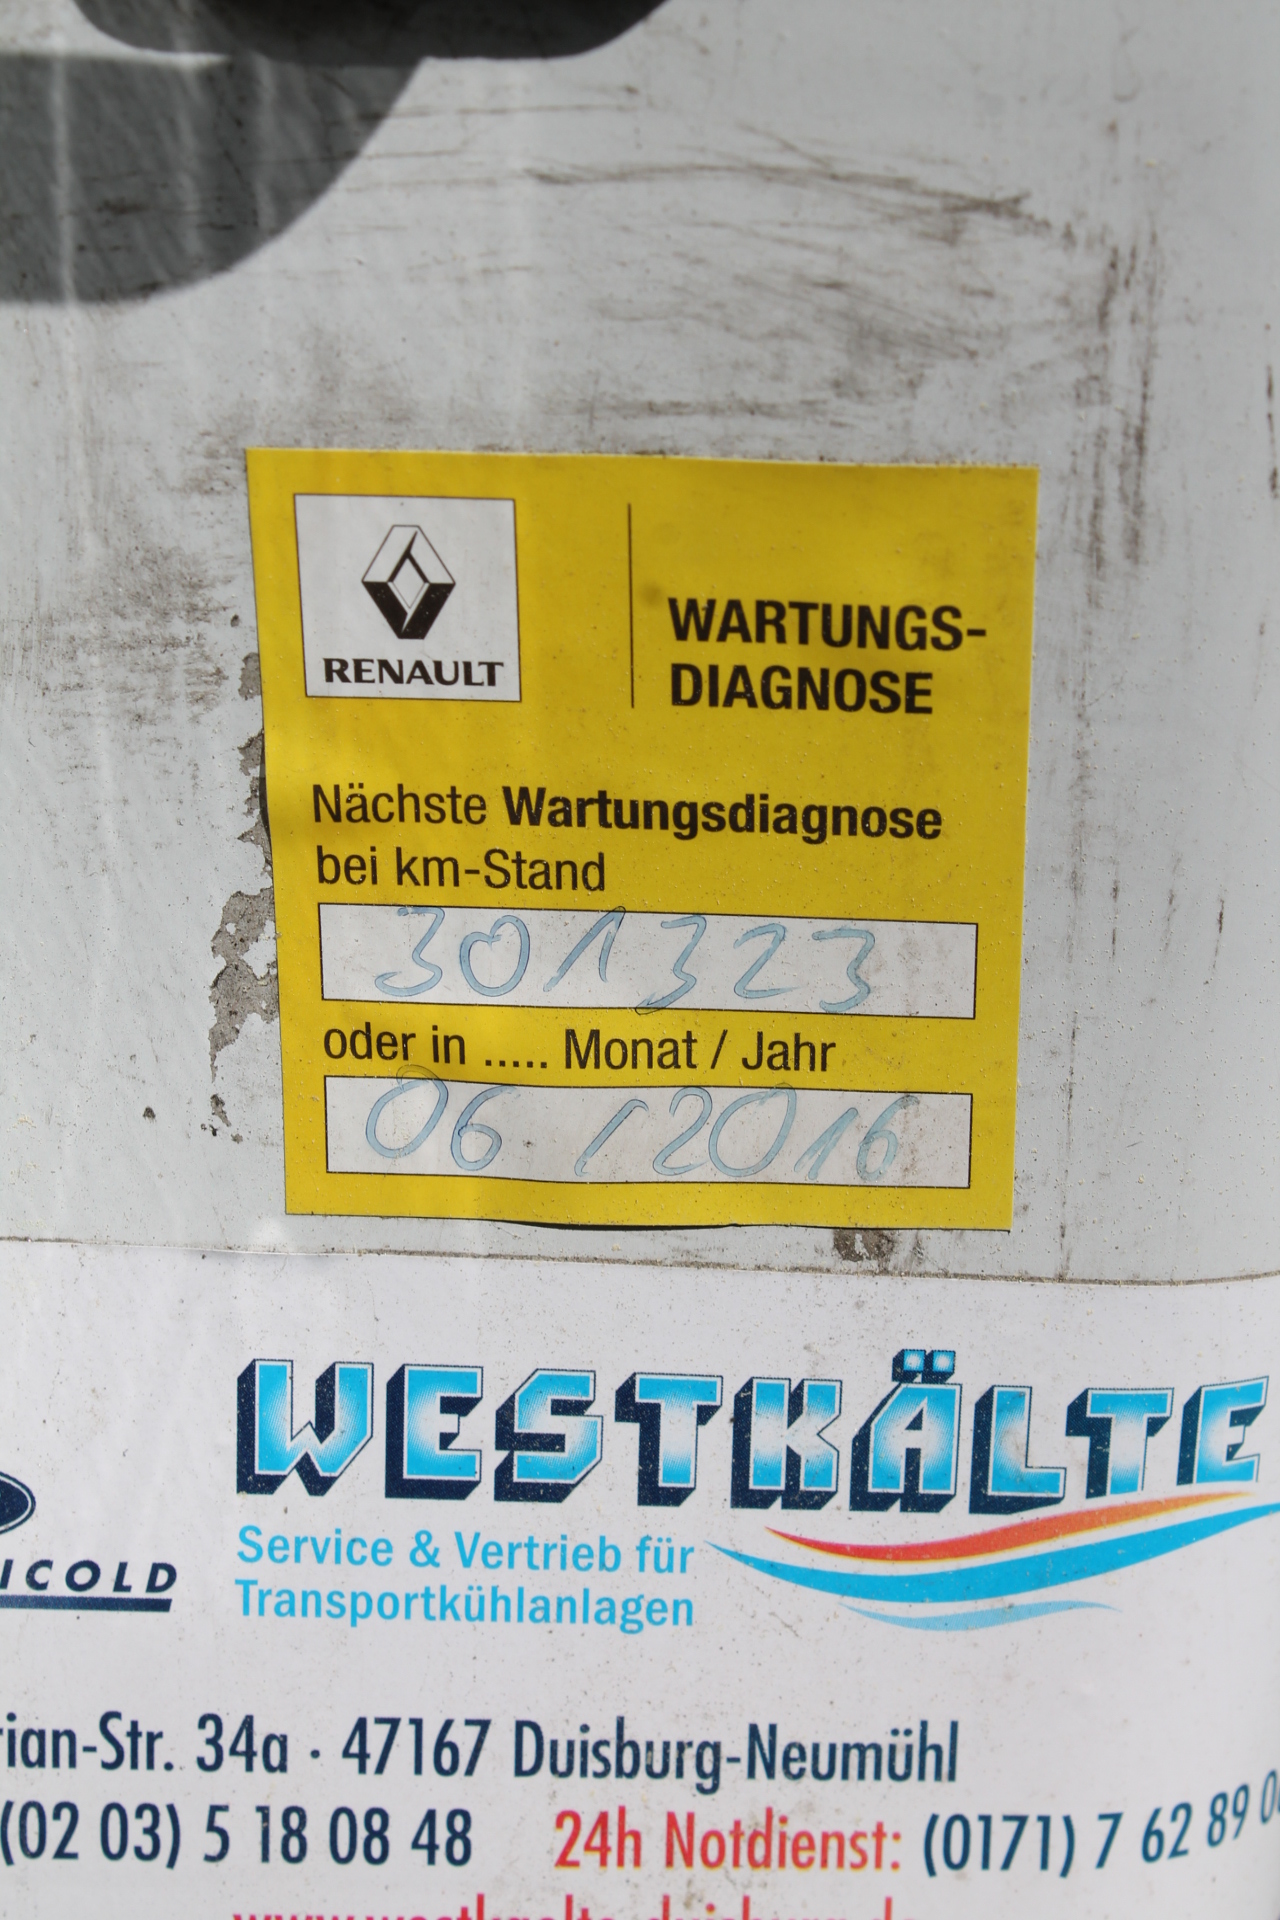 RENAULT
WARTUNGS-
DIAGNOSE
Nächste Wartungsdiagnose
bei km-Stand
301323
oder in ..... Monat / Jahr
06/2016
WESTKÄLTE
Service & Vertrieb für
Transportkühlanlagen
ICOLD
rian-Str. 34a · 47167 Duisburg-Neumühl
(02 03) 5 18 08 48 24h Notdienst: (0171) 7 62 89 0